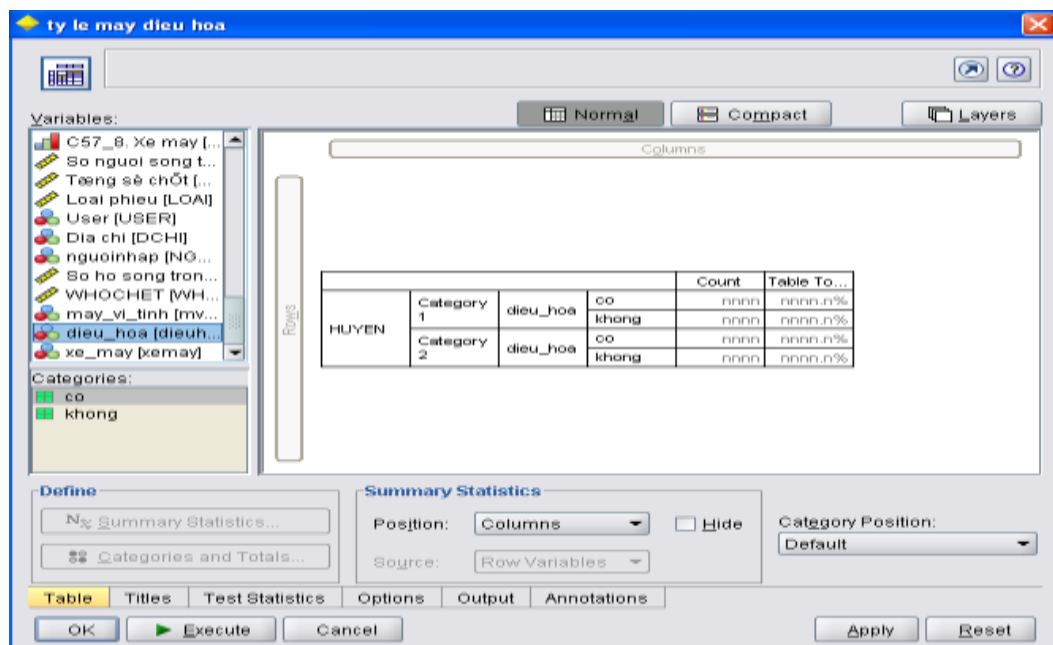 ty le may dieu hoa
Variables:
Normal
Compact
Layers
C57_8. Xe may [...
So nguoi song t...
Tæng sè chÕt [...
Loai phieu [LOAI]
User [USER]
Dia chi [DCHI]
nguoinhap [NG...
So ho song tron...
WHOCHET [WH...
may_vi_tinh [mv...
dieu_hoa [dieuh...
xe_may [xemay]
Categories:
co
khong
Columns
Rows
Count Table To...
HUYEN Category 1 dieu_hoa co nnnn nnnn.n%
khong nnnn nnnn.n%
Category 2 dieu_hoa co nnnn nnnn.n%
khong nnnn nnnn.n%
Define
N% Summary Statistics...
Categories and Totals...
Summary Statistics
Position: Columns
Hide
Source: Row Variables
Category Position:
Default
Table Titles Test Statistics Options Output Annotations
OK Execute Cancel Apply Reset